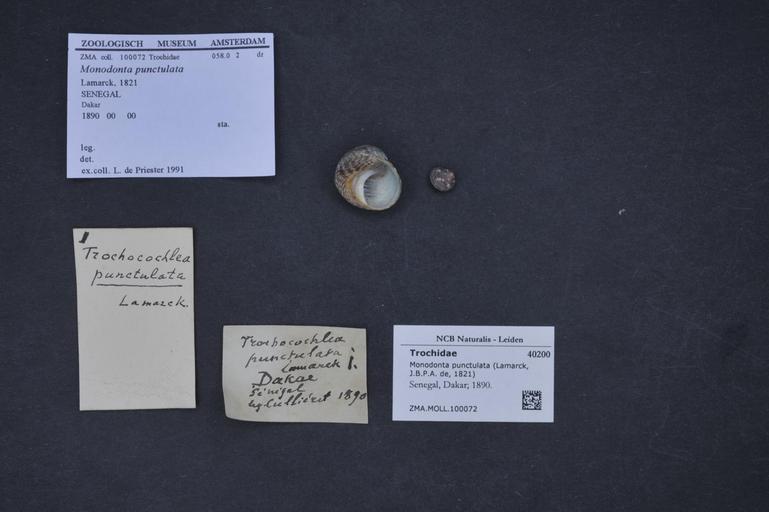 ZOOLOGISCH MUSEUM AMSTERDAM
ZMA coll. 100072 Trochidae 058.0 2 dr
Monodonta punctulata
Lamarck, 1821
SENEGAL
Dakar
1890 00 00
sta.
leg.
det.
ex.coll. L. de Priester 1991
Trochocochlea
punctulata
Lamarck.
Trochocochlea
punctulata
Lamarck
Dakar
Sénégal
1890
NCB Naturalis - Leiden
Trochidae 40200
Monodonta punctulata (Lamarck,
J.B.P.A. de, 1821)
Senegal, Dakar; 1890.
ZMA.MOLL.100072